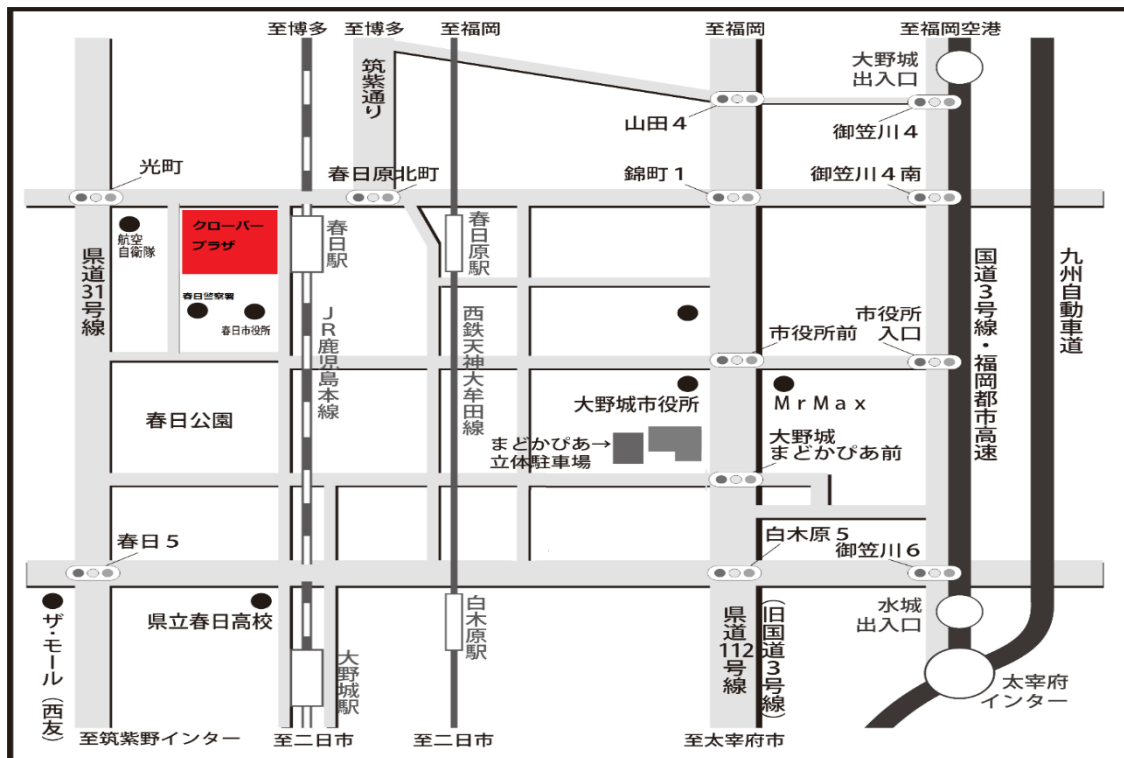 至博多
至博多
至福岡
至福岡
至福岡空港
筑紫通り
大野城
出入口
山田4
御笠川4
光町
春日原北町
錦町1
御笠川4南
航空
自衛隊
クローバー
プラザ
春日駅
春日原駅
県道31号線
国道3号線・福岡都市高速
九州自動車道
春日警察署
春日市役所
JR鹿児島本線
西鉄天神大牟田線
市役所前
市役所
入口
春日公園
大野城市役所
MrMax
まどかぴあ→
立体駐車場
大野城
まどかぴあ前
春日5
白木原5
御笠川6
ザ・モール(西友)
県立春日高校
大野城駅
白木原駅
県道112号線
(旧国道3号線)
水城
出入口
太宰府
インター
至筑紫野インター
至二日市
至二日市
至太宰府市